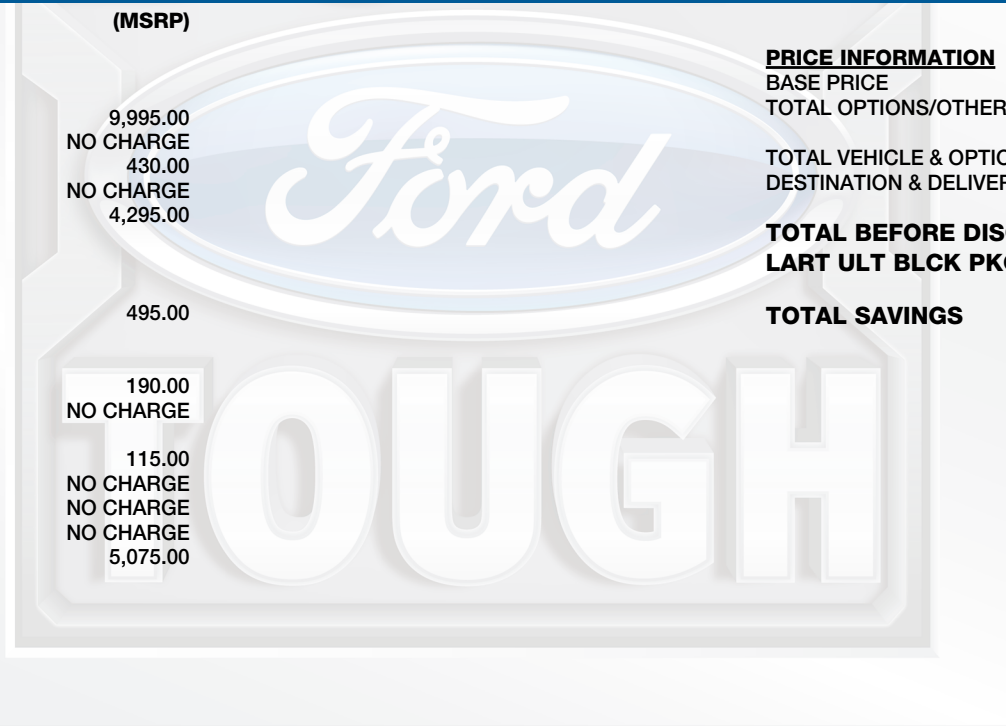 (MSRP)
9,995.00
NO CHARGE
430.00
NO CHARGE
4,295.00
495.00
190.00
NO CHARGE
115.00
NO CHARGE
NO CHARGE
NO CHARGE
5,075.00
PRICE INFORMATION
BASE PRICE
TOTAL OPTIONS/OTHER
TOTAL VEHICLE & OPTIO
DESTINATION & DELIVER
TOTAL BEFORE DIS
LART ULT BLCK PK
TOTAL SAVINGS
Ford
TOUGH